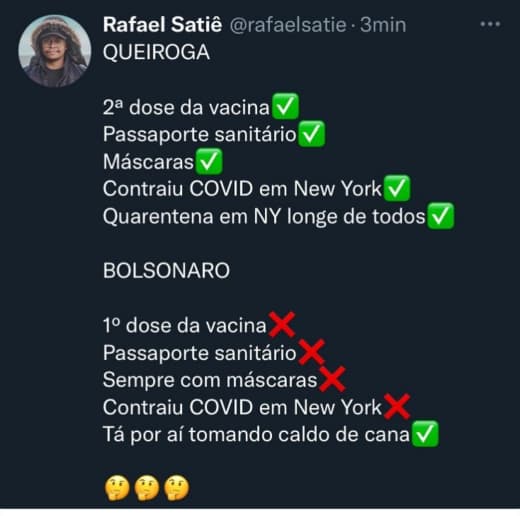 Rafael Satiê @rafaelsatie · 3min
QUEIROGA
2ª dose da vacina✅
Passaporte sanitário✅
Máscaras✅
Contraiu COVID em New York✅
Quarentena em NY longe de todos✅
BOLSONARO
1º dose da vacina❌
Passaporte sanitário❌
Sempre com máscaras❌
Contraiu COVID em New York❌
Tá por aí tomando caldo de cana✅
🤔🤔🤔